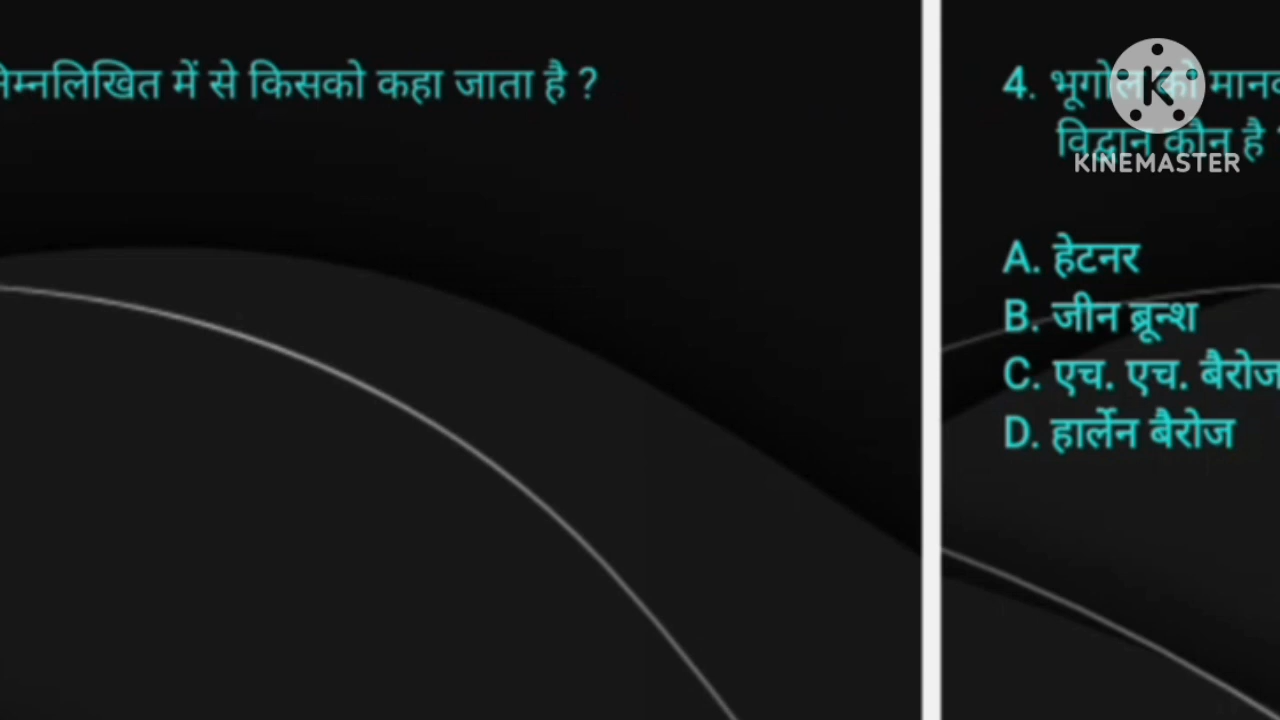 निम्नलिखित में से किसको कहा जाता है ?
4. भूगोल को
विद्वान कौन है
A. हेटनर
B. जीन ब्रून्श
C. एच. एच. बैरोज
D. हार्लेन बैरोज
KINEMASTER